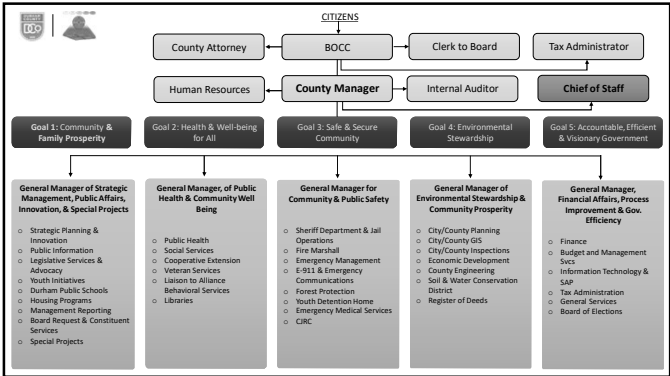 CITIZENS
County Attorney
BOCC
Clerk to Board
Tax Administrator
Human Resources
County Manager
Internal Auditor
Chief of Staff
Goal 1: Community &
Family Prosperity
Goal 2: Health & Well-being
for All
Goal 3: Safe & Secure
Community
Goal 4: Environmental
Stewardship
Goal 5: Accountable, Efficient
& Visionary Government
General Manager of Strategic
Management, Public Affairs,
Innovation, & Special Projects
o Strategic Planning &
Innovation
o Public Information
o Legislative Services &
Advocacy
o Youth Initiatives
o Durham Public Schools
o Housing Programs
o Management Reporting
o Board Request & Constituent
Services
o Special Projects
General Manager, of Public
Health & Community Well
Being
o Public Health
o Social Services
o Cooperative Extension
o Veteran Services
o Liaison to Alliance
Behavioral Services
o Libraries
General Manager for
Community & Public Safety
o Sheriff Department & Jail
Operations
o Fire Marshall
o Emergency Management
o E-911 & Emergency
Communications
o Forest Protection
o Youth Detention Home
o Emergency Medical Services
o CJRC
General Manager of
Environmental Stewardship &
Community Prosperity
o City/County Planning
o City/County GIS
o City/County Inspections
o Economic Development
o County Engineering
o Soil & Water Conservation
District
o Register of Deeds
General Manager,
Financial Affairs, Process
Improvement & Gov.
Efficiency
o Finance
o Budget and Management
Svcs
o Information Technology &
SAP
o Tax Administration
o General Services
o Board of Elections